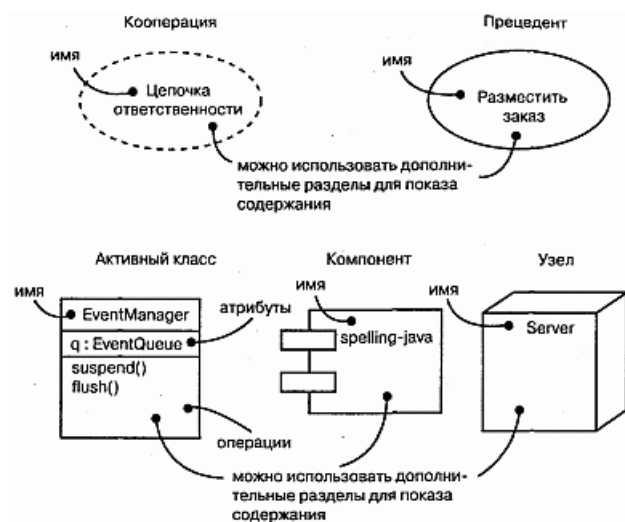 Кооперация
Прецедент
имя
Цепочка
ответственности
имя
Разместить
заказ
можно использовать дополни-
тельные разделы для показа
содержания
Активный класс
Компонент
Узел
имя
EventManager
q : EventQueue
suspend()
flush()
атрибуты
операции
имя
spelling-java
имя
Server
можно использовать дополни-
тельные разделы для показа
содержания